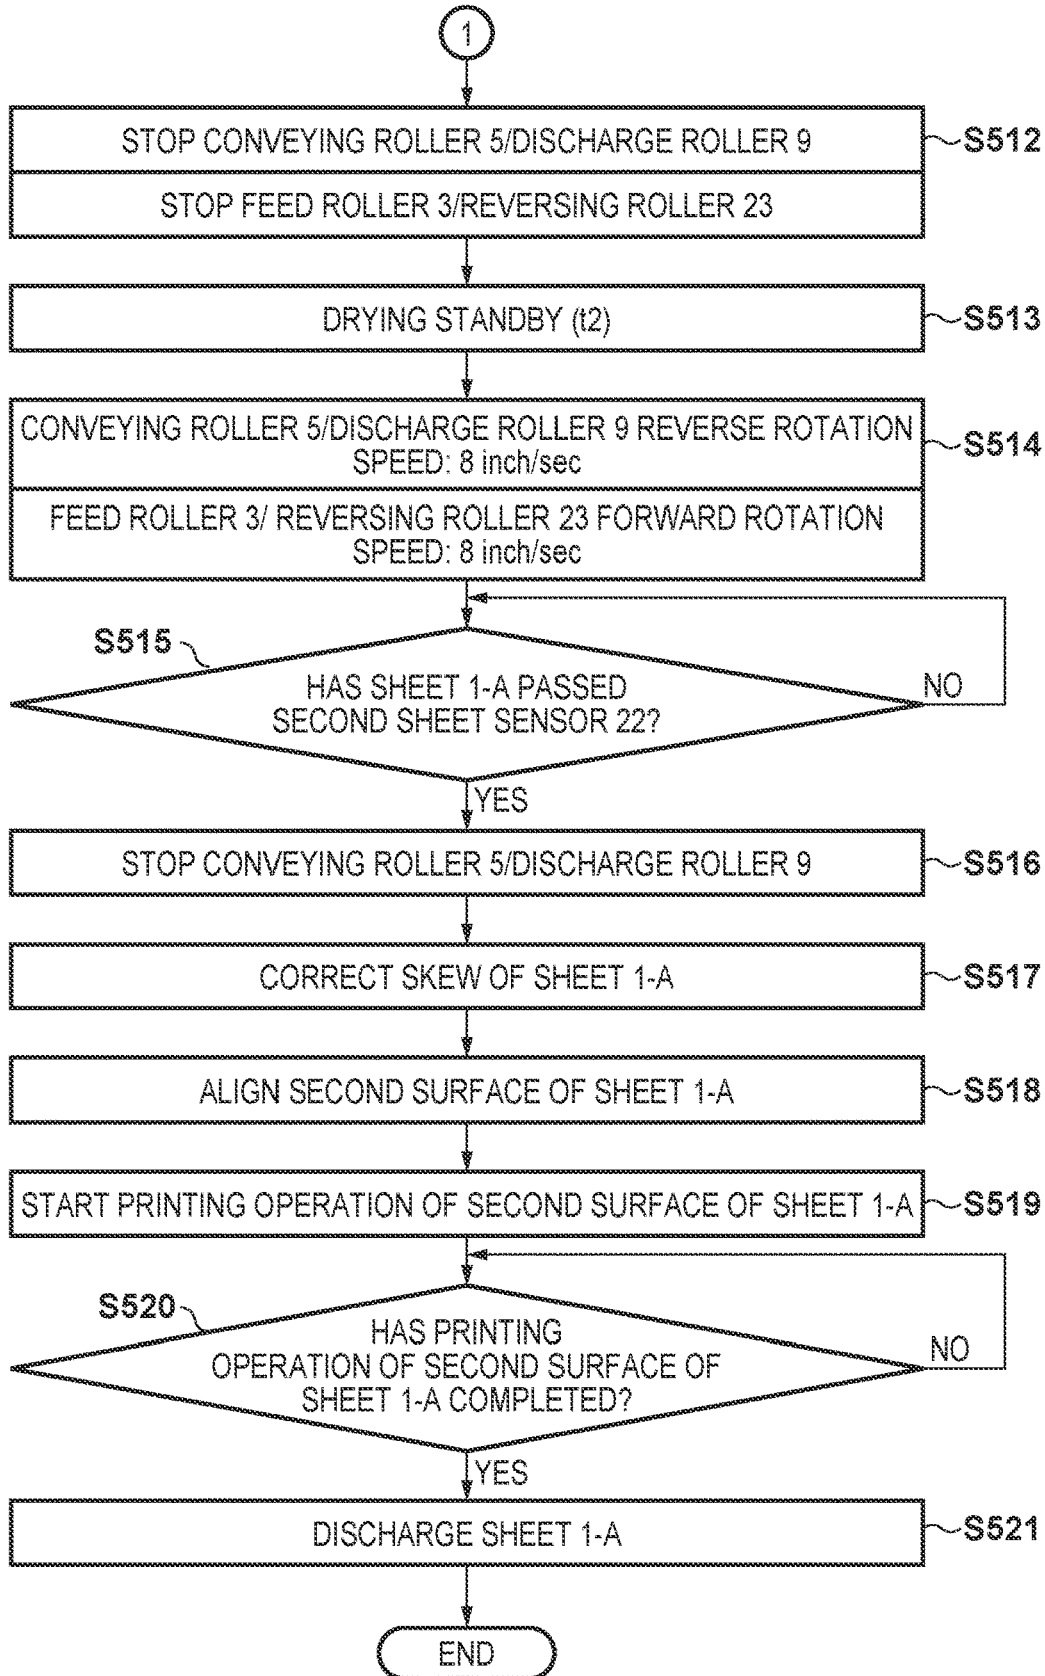 1
STOP CONVEYING ROLLER 5/DISCHARGE ROLLER 9
S512
STOP FEED ROLLER 3/REVERSING ROLLER 23
DRYING STANDBY (t2)
S513
CONVEYING ROLLER 5/DISCHARGE ROLLER 9 REVERSE ROTATION
SPEED: 8 inch/sec
S514
FEED ROLLER 3/ REVERSING ROLLER 23 FORWARD ROTATION
SPEED: 8 inch/sec
S515
HAS SHEET 1-A PASSED
SECOND SHEET SENSOR 22?
NO
YES
STOP CONVEYING ROLLER 5/DISCHARGE ROLLER 9
S516
CORRECT SKEW OF SHEET 1-A
S517
ALIGN SECOND SURFACE OF SHEET 1-A
S518
START PRINTING OPERATION OF SECOND SURFACE OF SHEET 1-A
S519
S520
HAS PRINTING
OPERATION OF SECOND SURFACE OF
SHEET 1-A COMPLETED?
NO
YES
DISCHARGE SHEET 1-A
S521
END